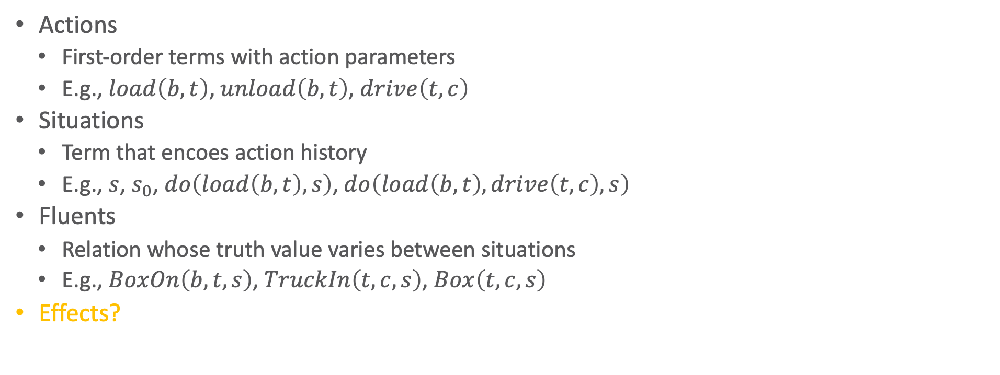 • Actions
• First-order terms with action parameters
• E.g., load(b, t), unload(b, t), drive(t, c)
• Situations
• Term that encoes action history
• E.g., s, s₀, do(load(b, t), s), do(load(b, t), drive(t, c), s)
• Fluents
• Relation whose truth value varies between situations
• E.g., BoxOn(b, t, s), TruckIn(t, c, s), Box(t, c, s)
• Effects?